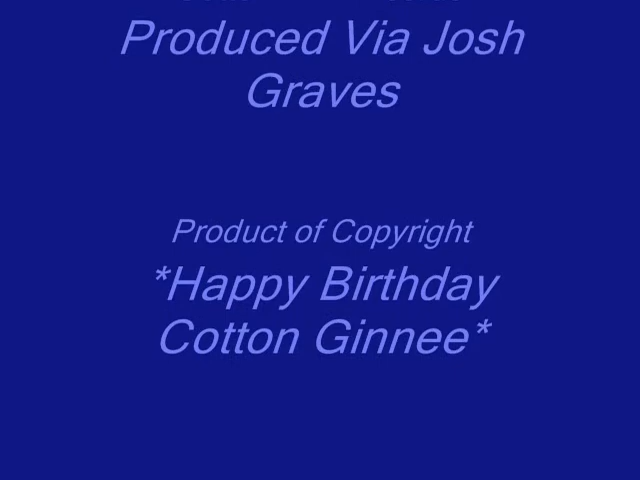 Produced Via Josh
Graves
Product of Copyright
*Happy Birthday
Cotton Ginnee*